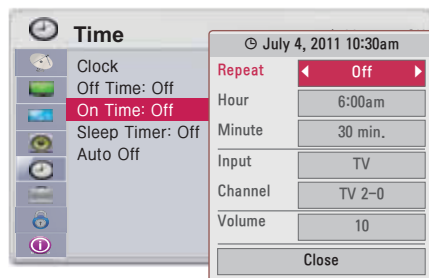 Time
Clock
Off Time: Off
On Time: Off
Sleep Timer: Off
Auto Off
July 4, 2011 10:30am
Repeat Off
Hour 6:00am
Minute 30 min.
Input TV
Channel TV 2-0
Volume 10
Close